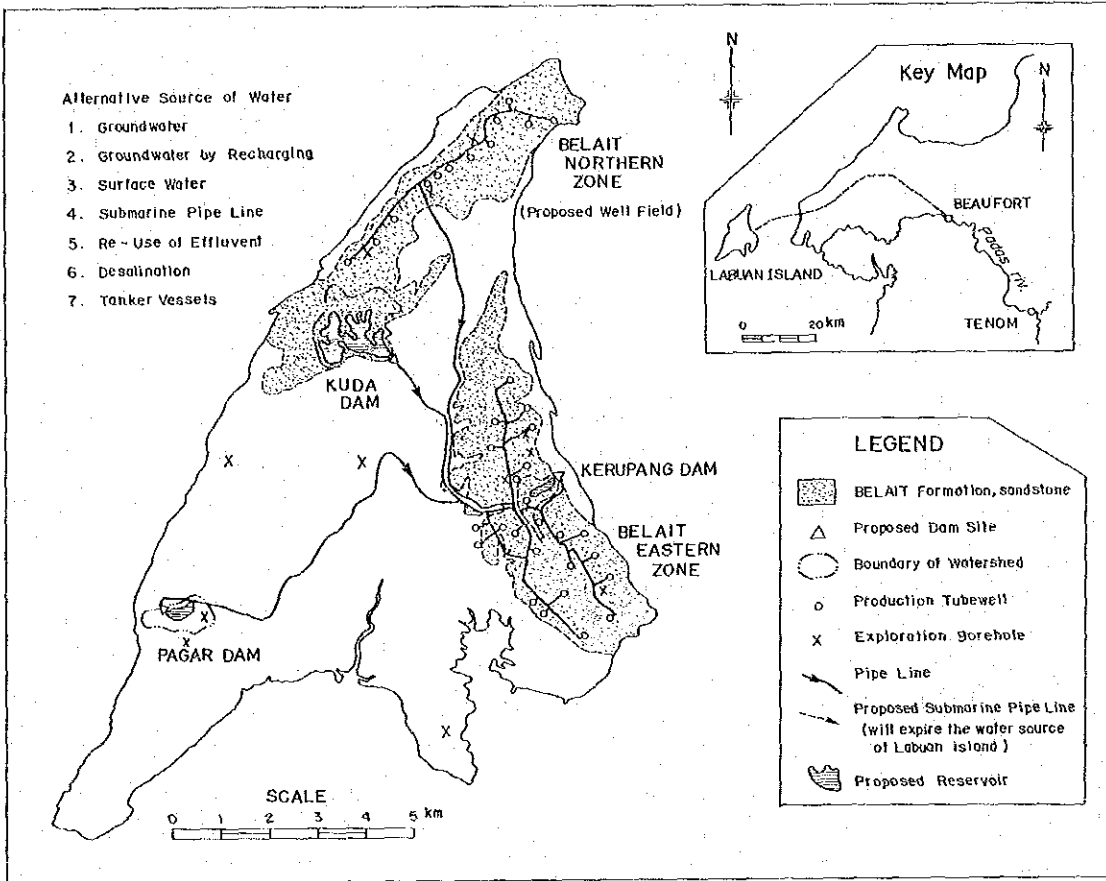 Alternative Source of Water
1. Groundwater
2. Groundwater by Recharging
3. Surface Water
4. Submarine Pipe Line
5. Re-Use of Effluvent
6. Desalination
7. Tanker Vessels
BELAIT
NORTHERN
ZONE
(Proposed Well Field)
KUDA
DAM
KERUPANG DAM
BELAIT
EASTERN
ZONE
PAGAR DAM
SCALE
0 1 2 3 4 5 km
N
Key Map
N
BEAUFORT
Padas riv.
LABUAN ISLAND
TENOM
0 20 km
LEGEND
BELAIT Formation, sandstone
Proposed Dam Site
Boundary of Watershed
Production Tubewell
X Exploration Borehole
Pipe Line
Proposed Submarine Pipe Line
(will expire the water source
of Labuan island)
Proposed Reservoir